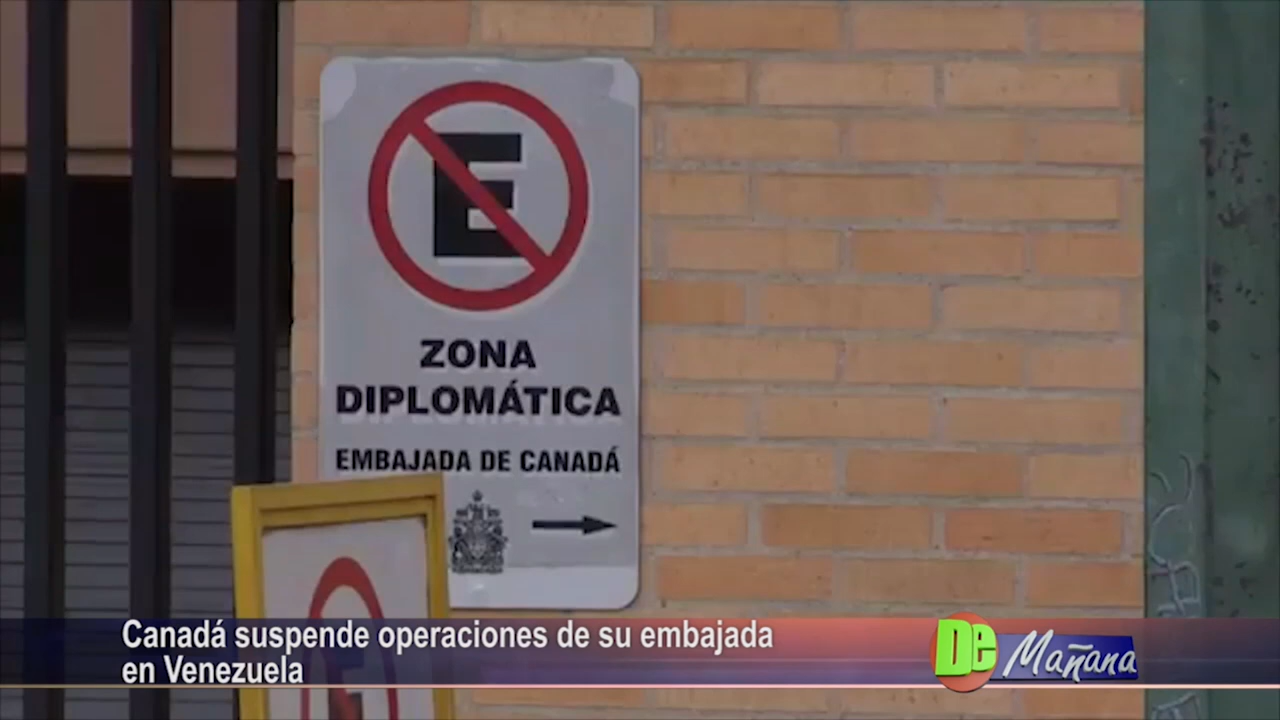 E
ZONA
DIPLOMÁTICA
EMBAJADA DE CANADÁ
Canadá suspende operaciones de su embajada
en Venezuela
De Mañana